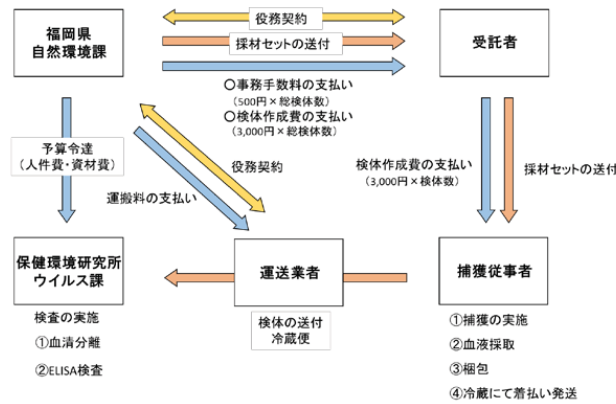 役務契約
福岡県
自然環境課
採材セットの送付
受託者
〇事務手数料の支払い
(500円×総検体数)
〇検体作成費の支払い
(3,000円×総検体数)
予算令達
(人件費・資材費)
役務契約
運搬料の支払い
検体作成費の支払い
(3,000円×検体数)
採材セットの送付
保健環境研究所
ウイルス課
運送業者
捕獲従事者
検査の実施
①血清分離
②ELISA検査
検体の送付
冷蔵便
①捕獲の実施
②血液採取
③梱包
④冷蔵にて着払い発送